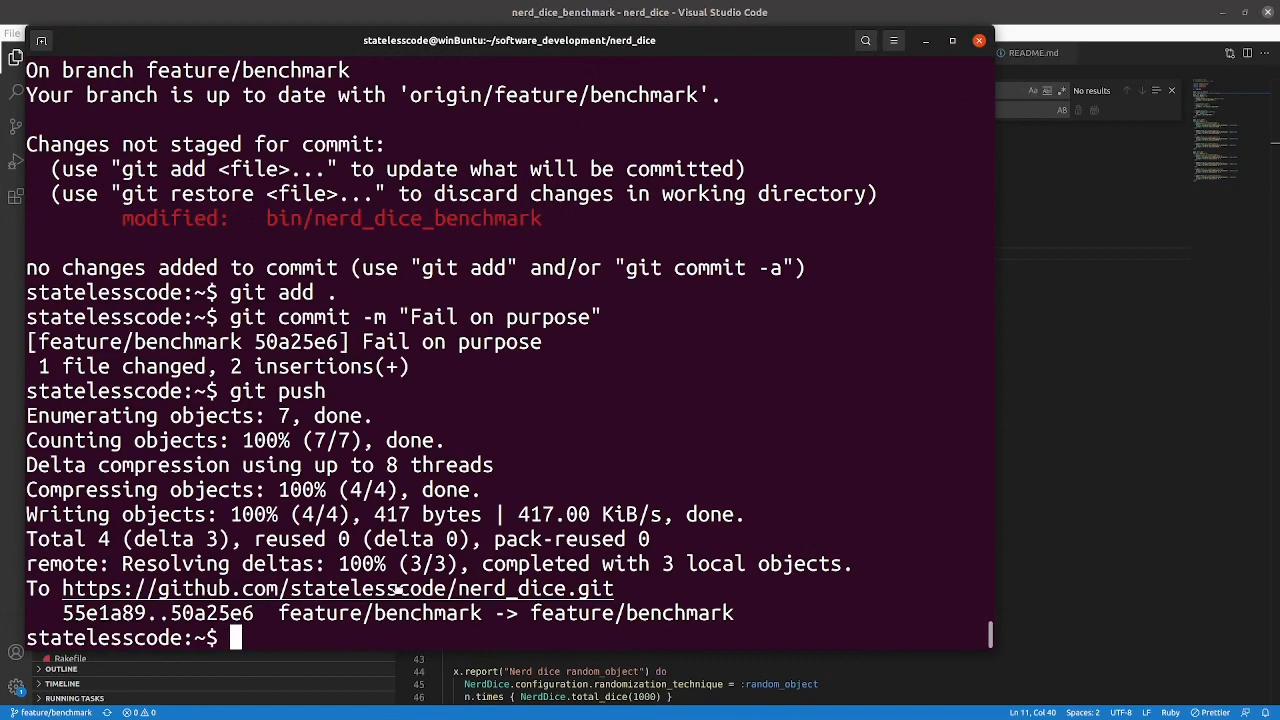 nerd_dice_benchmark - nerd_dice - Visual Studio Code
File
statelesscode@winBuntu:~/software_development/nerd_dice
README.md
Aa
No results
AB
On branch feature/benchmark
Your branch is up to date with 'origin/feature/benchmark'.
Changes not staged for commit:
(use "git add <file>..." to update what will be committed)
(use "git restore <file>..." to discard changes in working directory)
modified: bin/nerd_dice_benchmark
no changes added to commit (use "git add" and/or "git commit -a")
statelesscode:~$ git add .
statelesscode:~$ git commit -m "Fail on purpose"
[feature/benchmark 50a25e6] Fail on purpose
1 file changed, 2 insertions(+)
statelesscode:~$ git push
Enumerating objects: 7, done.
Counting objects: 100% (7/7), done.
Delta compression using up to 8 threads
Compressing objects: 100% (4/4), done.
Writing objects: 100% (4/4), 417 bytes | 417.00 KiB/s, done.
Total 4 (delta 3), reused 0 (delta 0), pack-reused 0
remote: Resolving deltas: 100% (3/3), completed with 3 local objects.
To https://github.com/statelesscode/nerd_dice.git
55e1a89..50a25e6 feature/benchmark -> feature/benchmark
statelesscode:~$
Rakefile
OUTLINE
TIMELINE
RUNNING TASKS
43
44 x.report("Nerd dice random_object") do
45 NerdDice.configuration.randomization_technique = :random_object
46 n.times { NerdDice.total_dice(1000) }
1
feature/benchmark
0
0
Ln 11, Col 40
Spaces: 2
UTF-8
LF
Ruby
Prettier